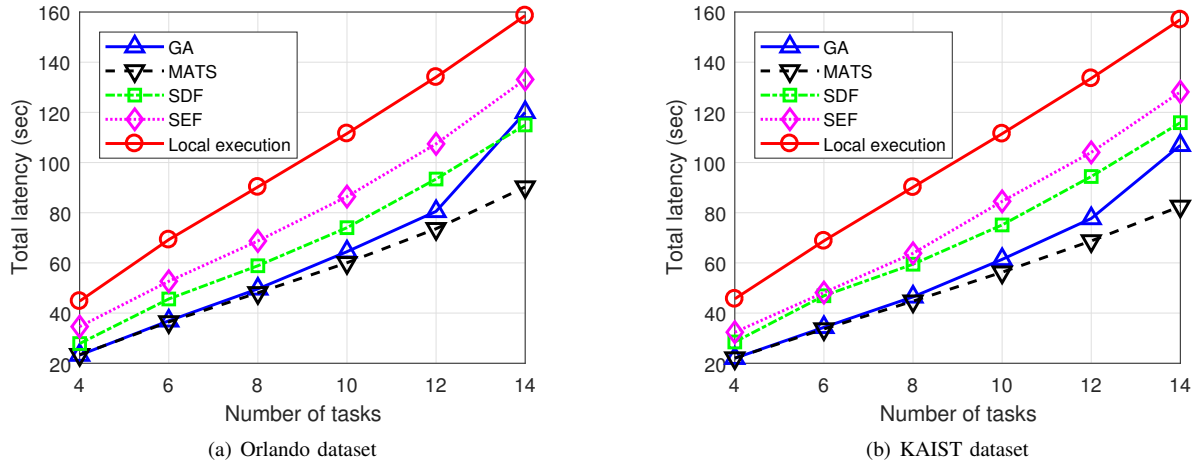 160
140
120
100
80
60
40
20
Total latency (sec)
GA
MATS
SDF
SEF
Local execution
4 6 8 10 12 14
Number of tasks
(a) Orlando dataset
160
140
120
100
80
60
40
20
Total latency (sec)
GA
MATS
SDF
SEF
Local execution
4 6 8 10 12 14
Number of tasks
(b) KAIST dataset